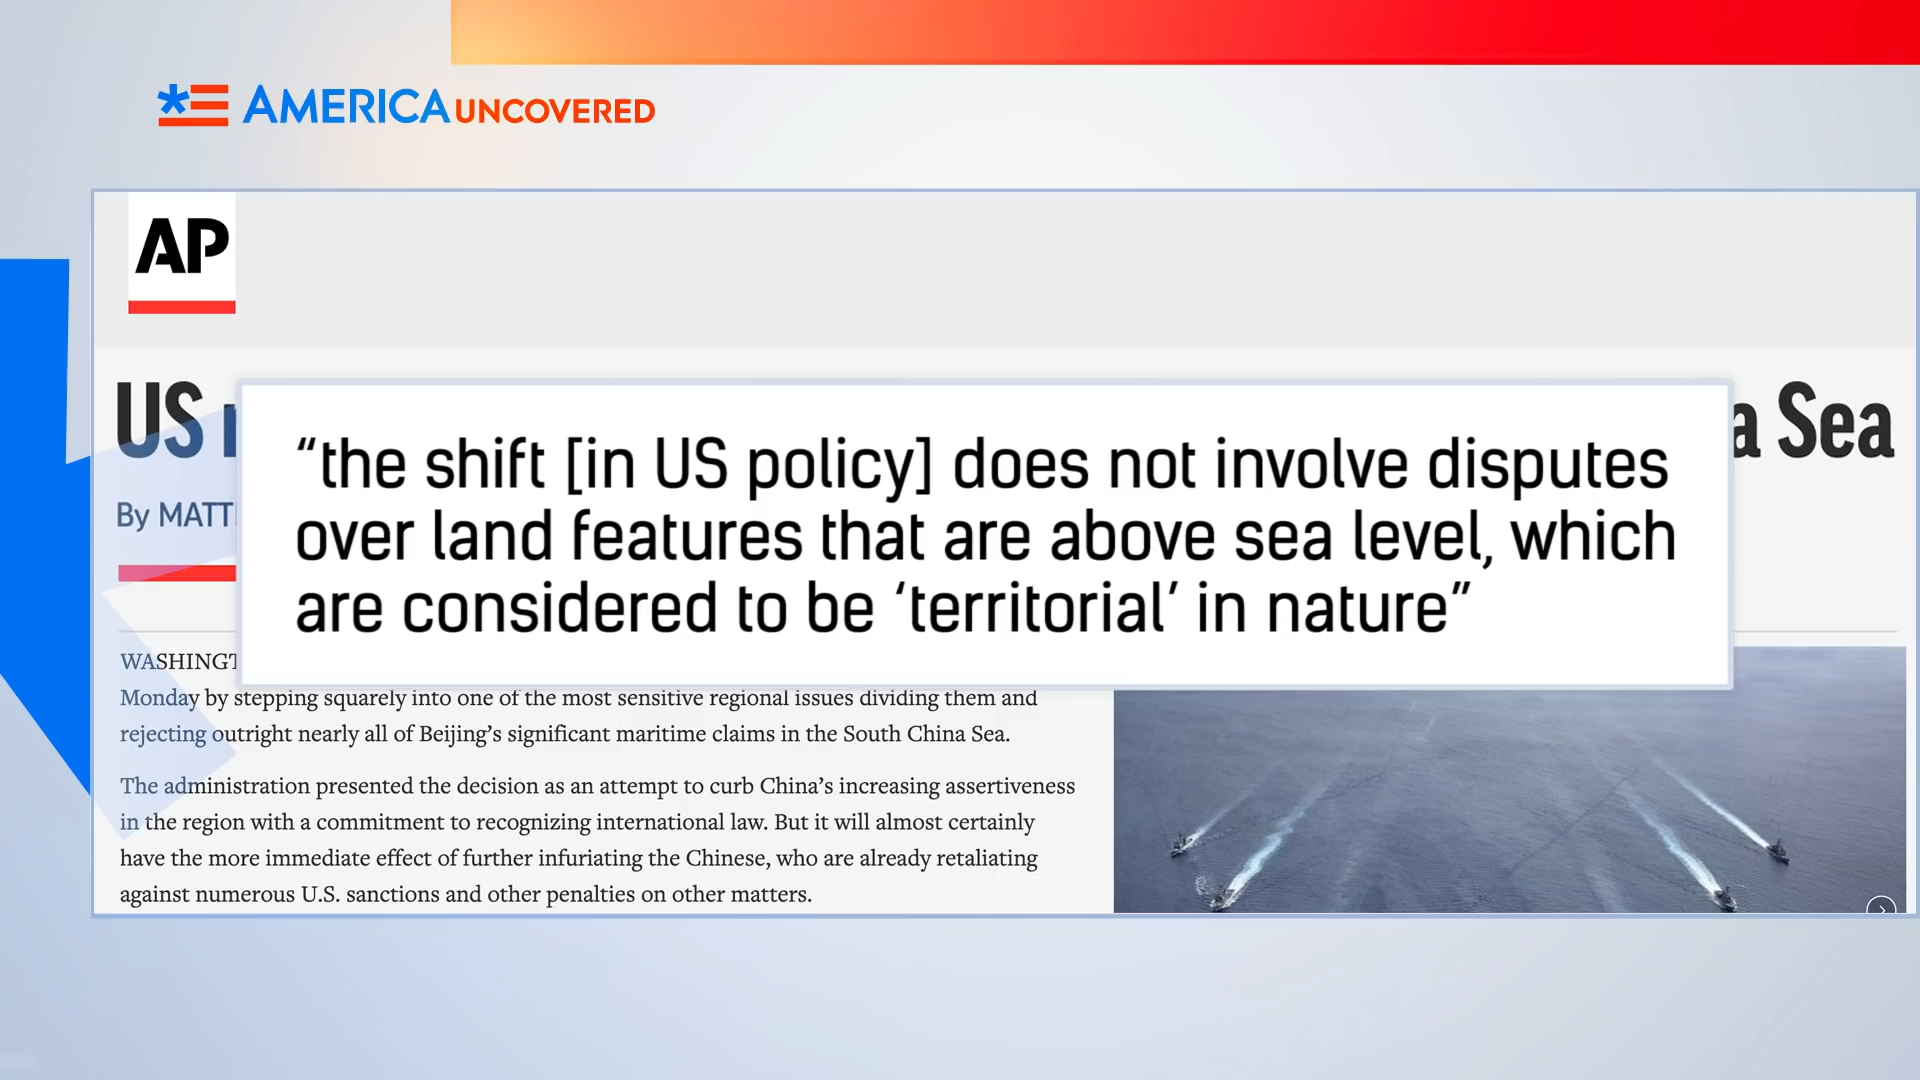 AMERICA UNCOVERED
AP
US
a Sea
“the shift [in US policy] does not involve disputes
over land features that are above sea level, which
are considered to be ‘territorial’ in nature”
By MATT
WASHINGT
Monday by stepping squarely into one of the most sensitive regional issues dividing them and
rejecting outright nearly all of Beijing’s significant maritime claims in the South China Sea.
The administration presented the decision as an attempt to curb China’s increasing assertiveness
in the region with a commitment to recognizing international law. But it will almost certainly
have the more immediate effect of further infuriating the Chinese, who are already retaliating
against numerous U.S. sanctions and other penalties on other matters.